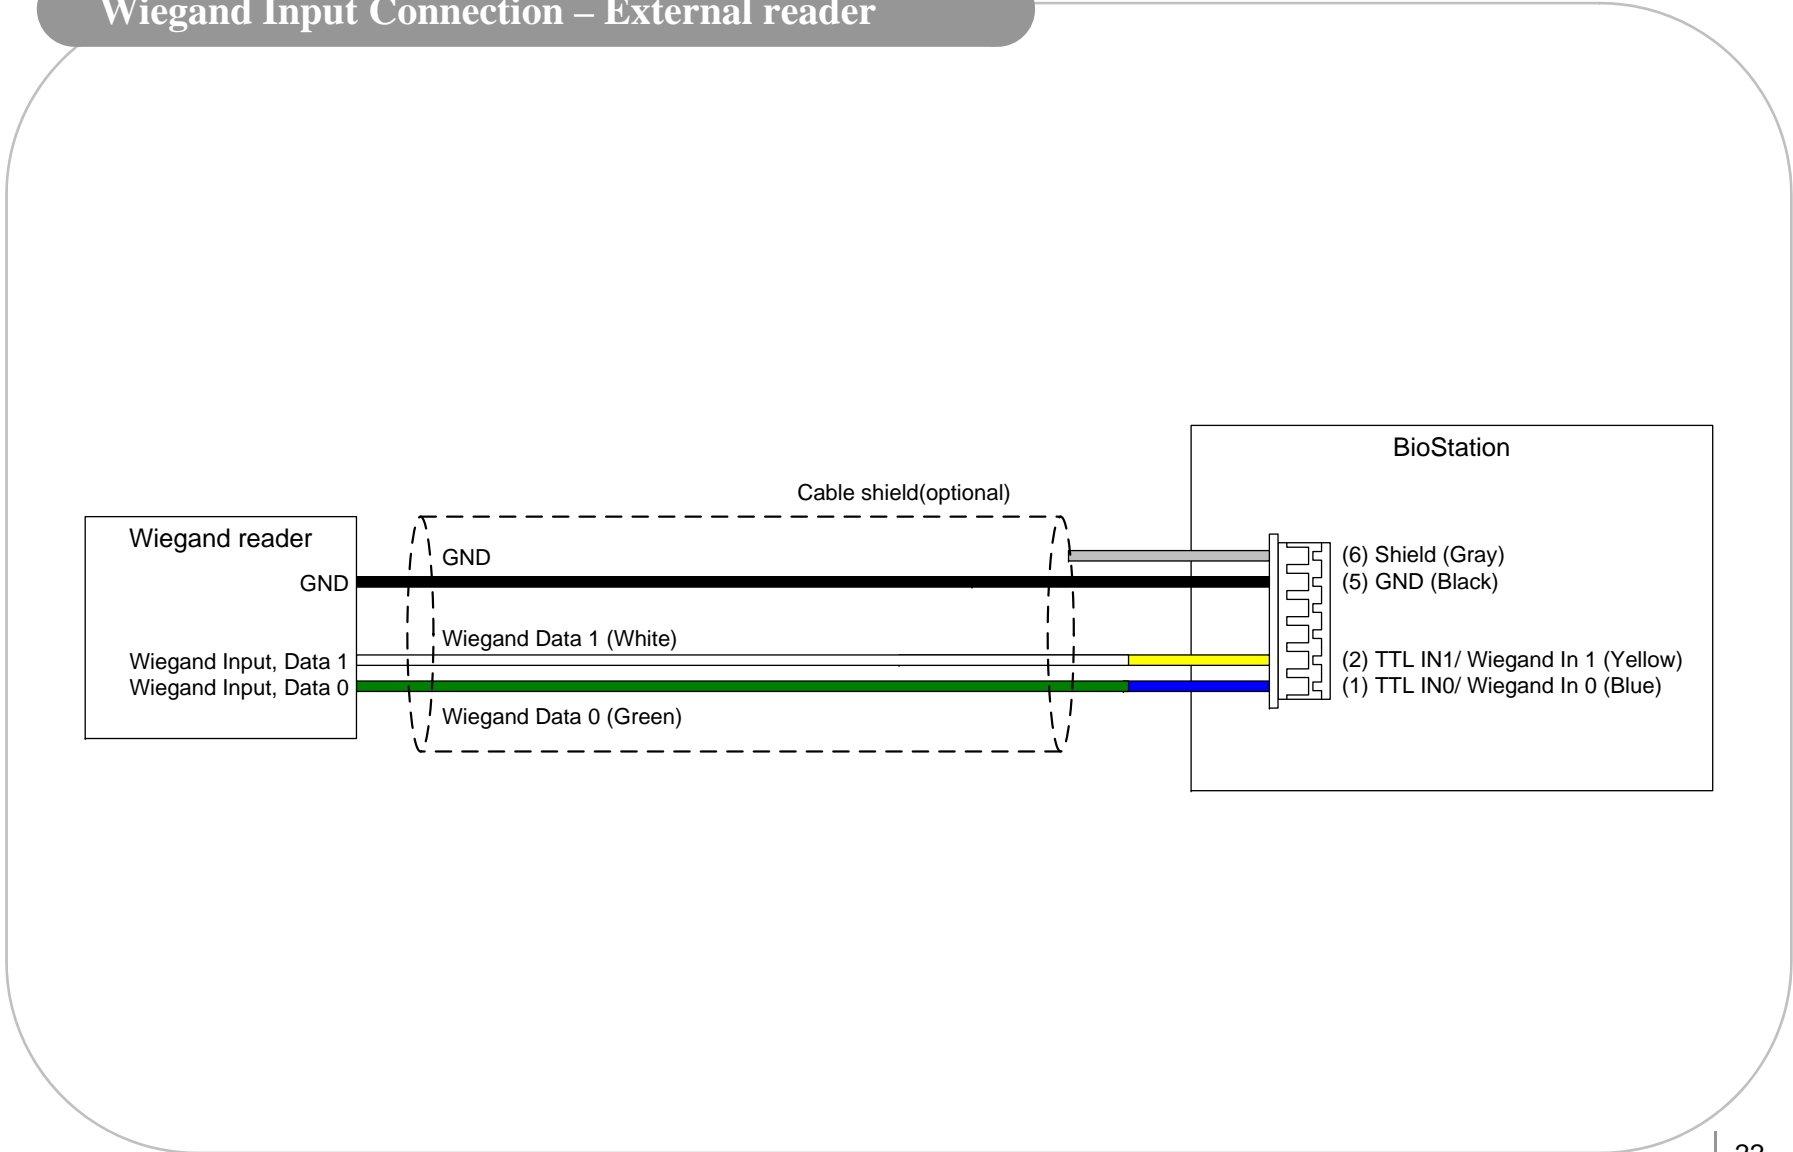 Wiegand Input Connection – External reader
BioStation
Cable shield(optional)
Wiegand reader
GND
(6) Shield (Gray)
GND
(5) GND (Black)
Wiegand Data 1 (White)
Wiegand Input, Data 1
(2) TTL IN1/ Wiegand In 1 (Yellow)
Wiegand Input, Data 0
(1) TTL IN0/ Wiegand In 0 (Blue)
Wiegand Data 0 (Green)